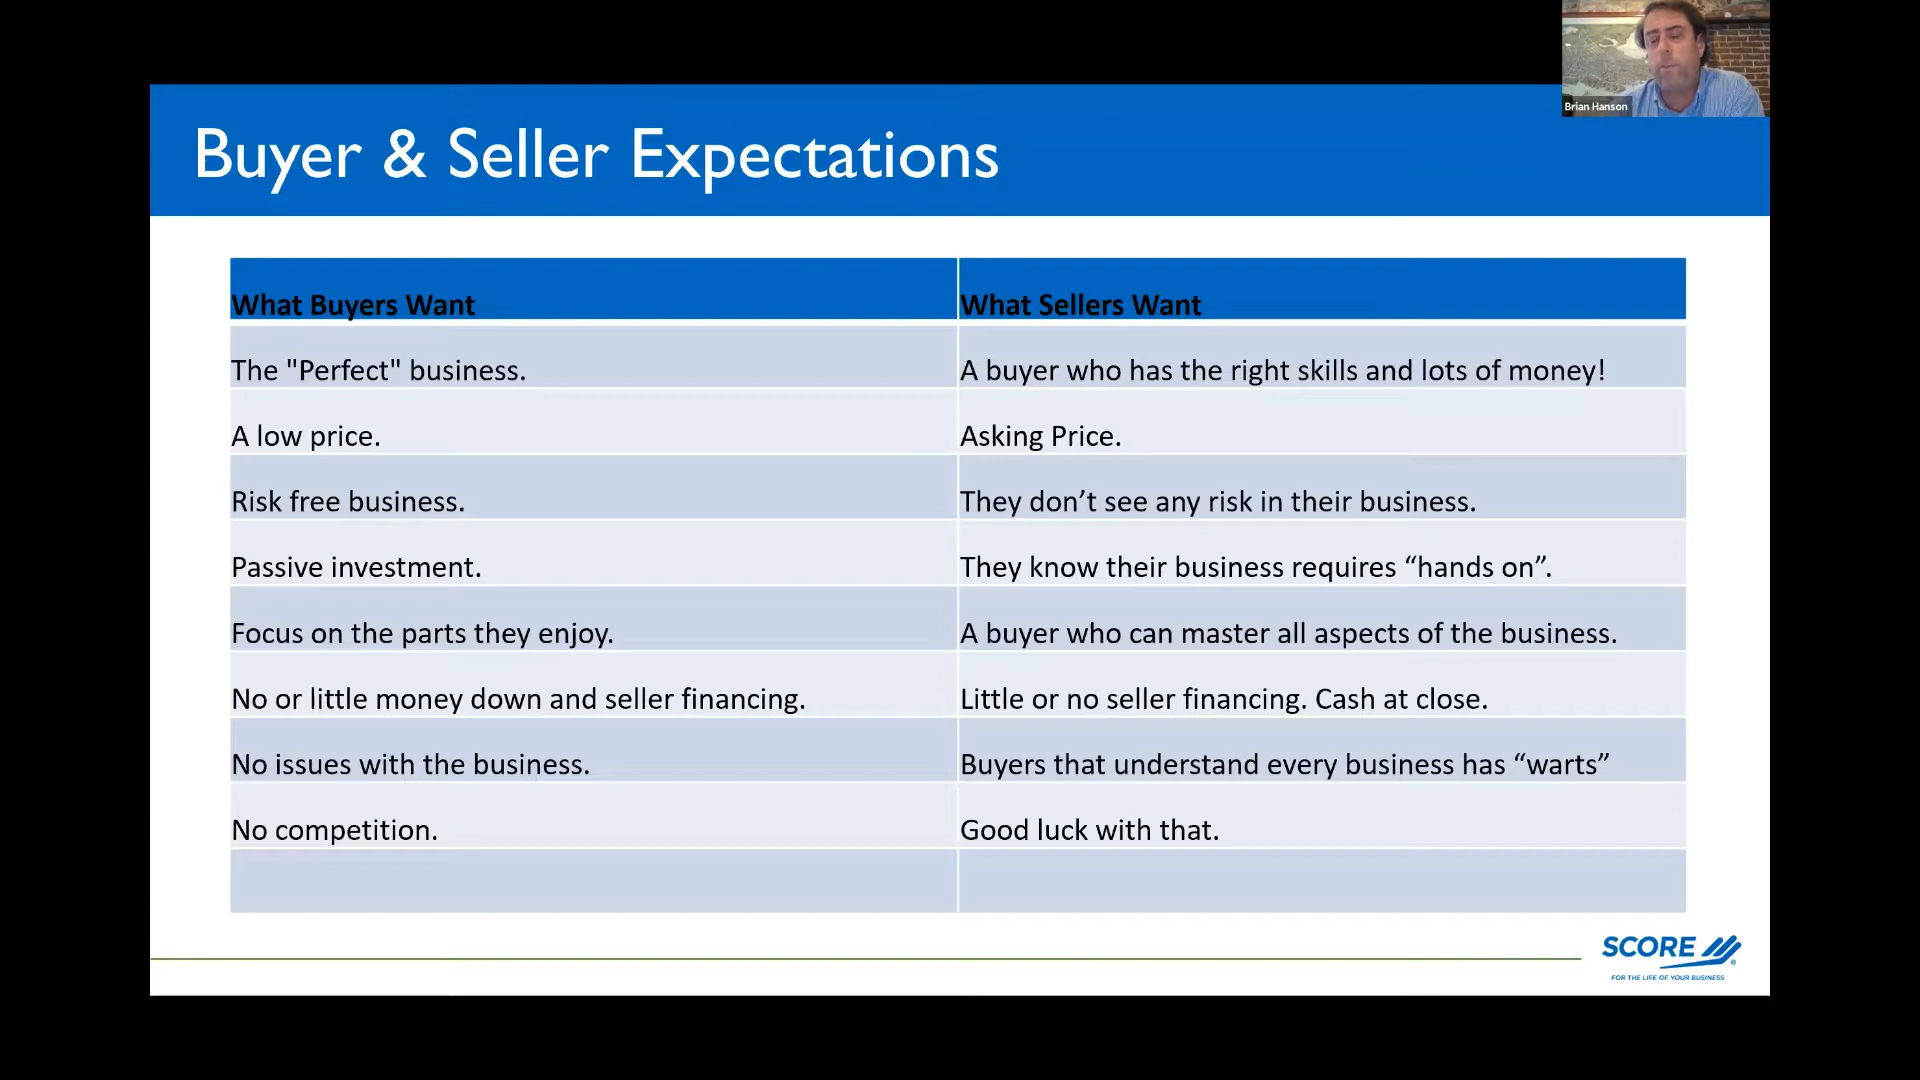 Brian Hanson
Buyer & Seller Expectations
What Buyers Want
What Sellers Want
The "Perfect" business.
A buyer who has the right skills and lots of money!
A low price.
Asking Price.
Risk free business.
They don’t see any risk in their business.
Passive investment.
They know their business requires “hands on”.
Focus on the parts they enjoy.
A buyer who can master all aspects of the business.
No or little money down and seller financing.
Little or no seller financing. Cash at close.
No issues with the business.
Buyers that understand every business has “warts”
No competition.
Good luck with that.
SCORE
®
FOR THE LIFE OF YOUR BUSINESS